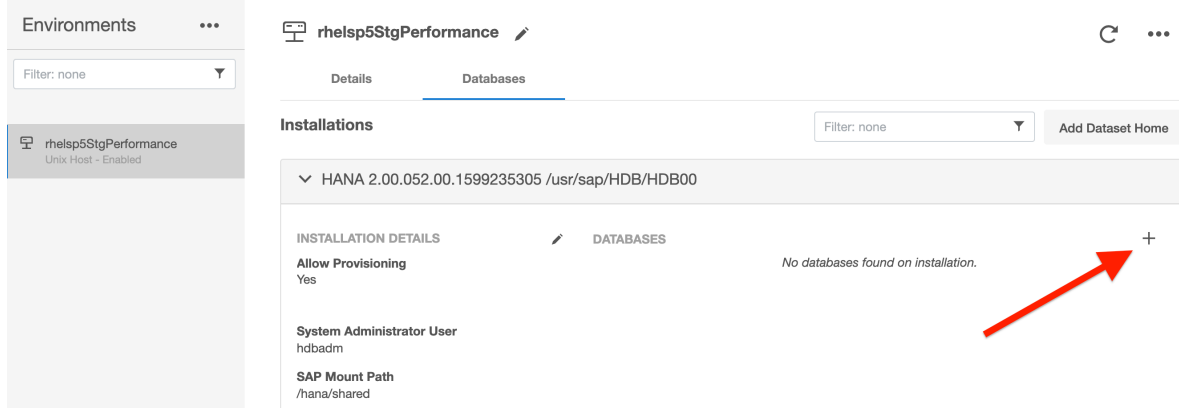 Environments
Filter: none
rhelsp5StgPerformance
Unix Host - Enabled
rhelsp5StgPerformance
Details
Databases
Installations
Filter: none
Add Dataset Home
HANA 2.00.052.00.1599235305 /usr/sap/HDB/HDB00
INSTALLATION DETAILS
Allow Provisioning
Yes
System Administrator User
hdbadm
SAP Mount Path
/hana/shared
DATABASES
No databases found on installation.